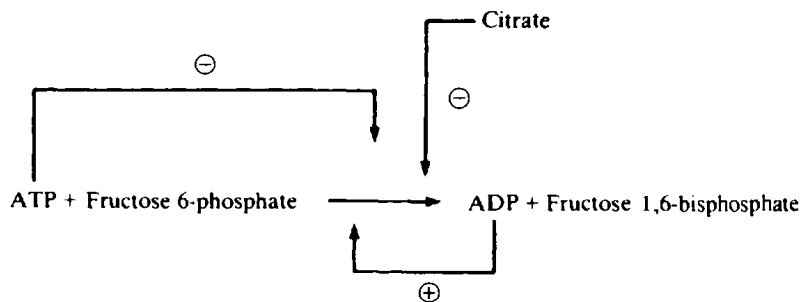 Citrate
⊖
⊖
ATP + Fructose 6-phosphate ADP + Fructose 1,6-bisphosphate
⊕